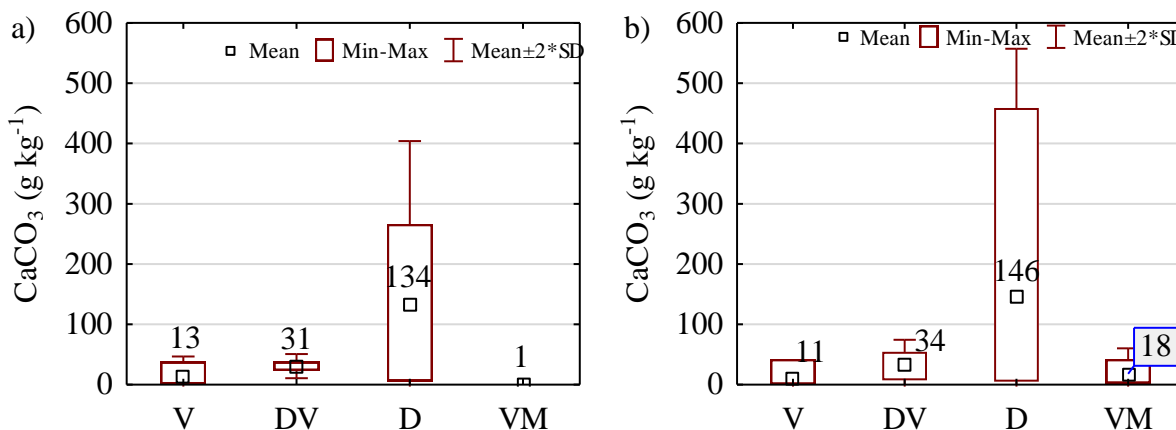 a)
CaCO₃ (g kg⁻¹)
600
500
400
300
200
100
0
Mean Min-Max Mean±2*SD
13
31
134
1
V DV D VM
b)
CaCO₃ (g kg⁻¹)
600
500
400
300
200
100
0
Mean Min-Max Mean±2*SD
11
34
146
18
V DV D VM